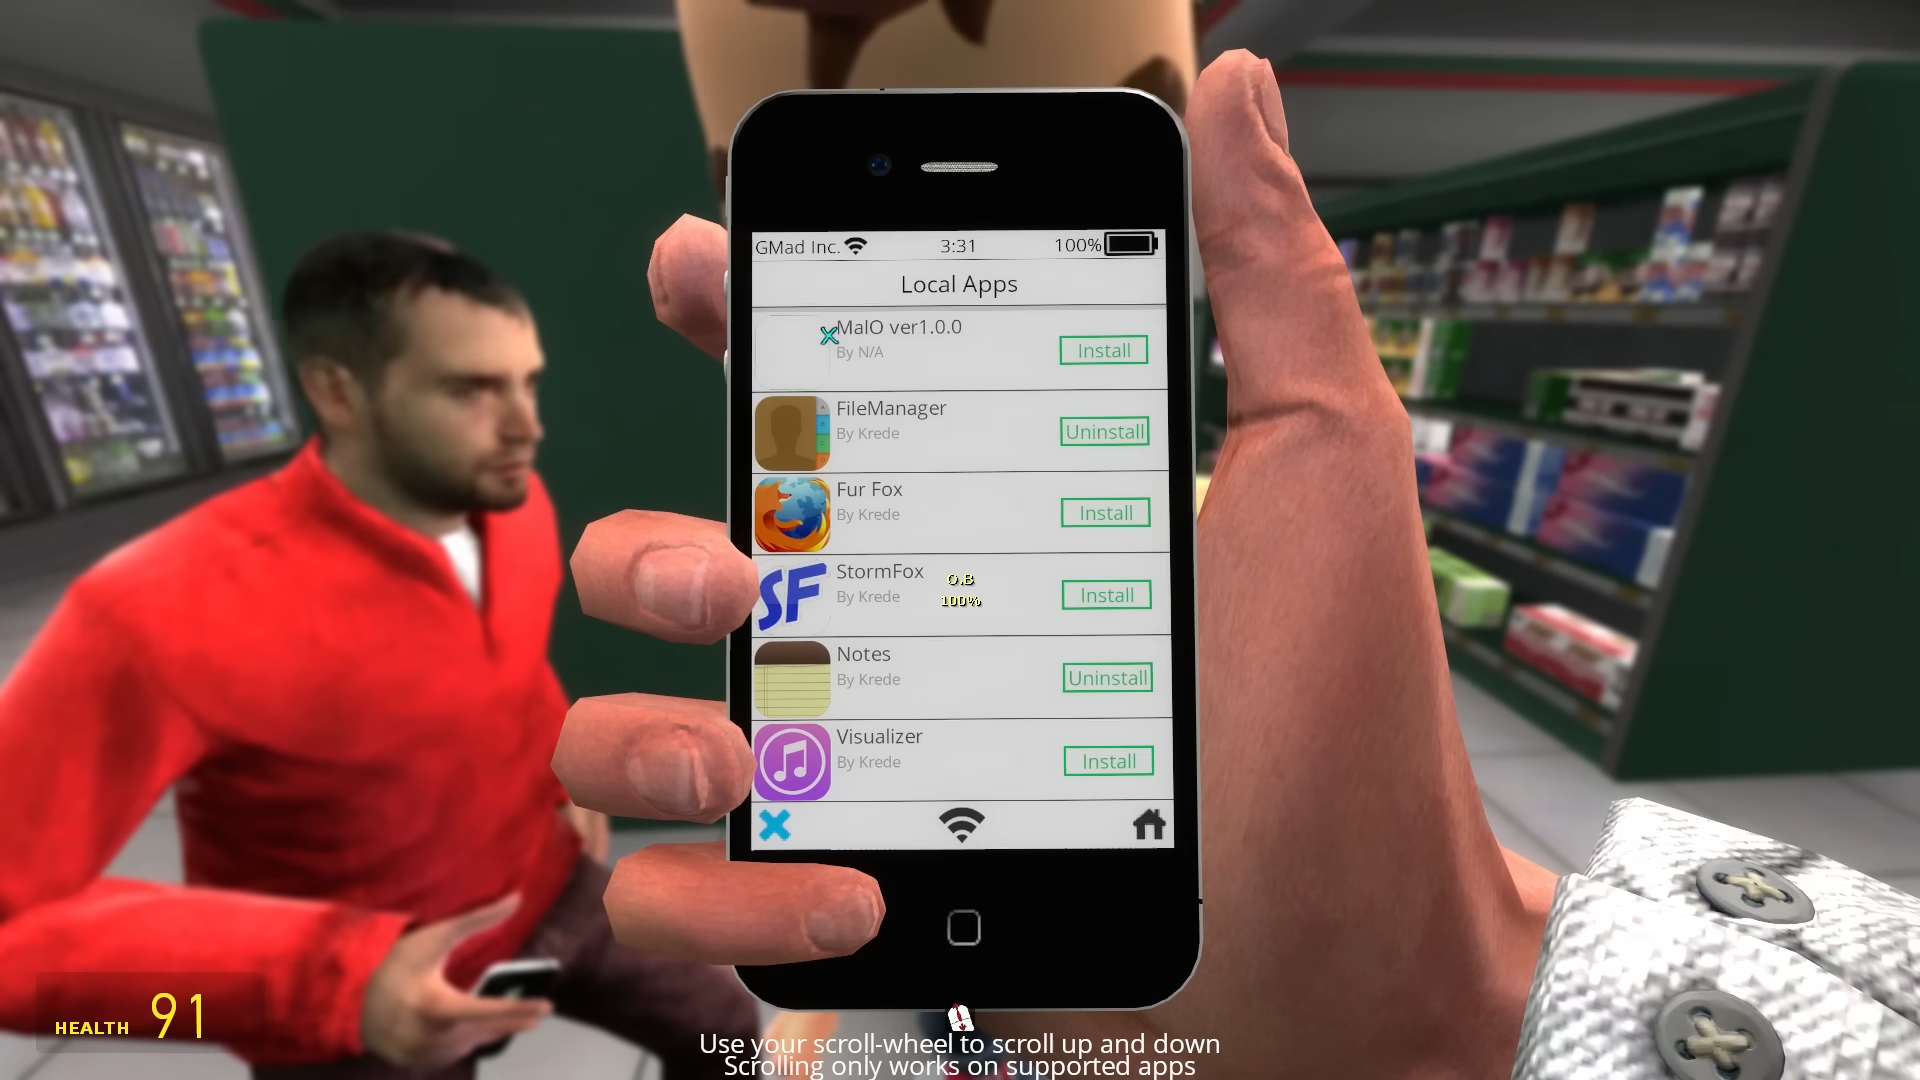 GMad Inc. 3:31 100%
Local Apps
MalO ver1.0.0
By N/A
Install
FileManager
By Krede
Uninstall
Fur Fox
By Krede
Install
SF
StormFox
By Krede
Install
O.B
100%
Notes
By Krede
Uninstall
Visualizer
By Krede
Install
HEALTH 91
Use your scroll-wheel to scroll up and down
Scrolling only works on supported apps